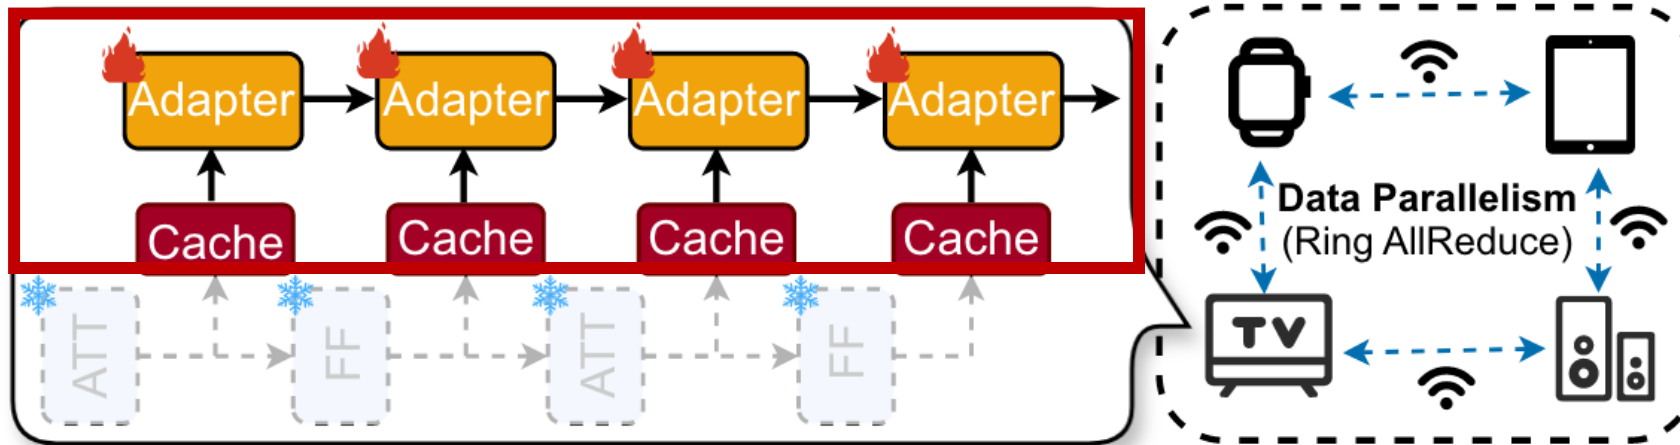 Adapter Adapter Adapter Adapter
Cache Cache Cache Cache
ATT FF ATT FF
Data Parallelism
(Ring AllReduce)
TV